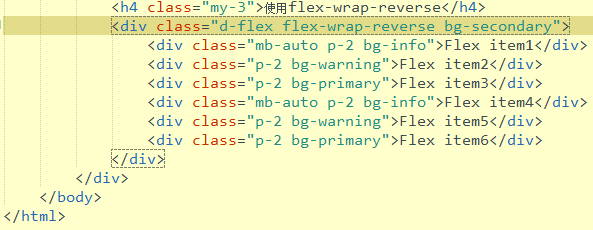 <h4 class="my-3">使用flex-wrap-reverse</h4>
<div class="d-flex flex-wrap-reverse bg-secondary">
<div class="mb-auto p-2 bg-info">Flex item1</div>
<div class="p-2 bg-warning">Flex item2</div>
<div class="p-2 bg-primary">Flex item3</div>
<div class="mb-auto p-2 bg-info">Flex item4</div>
<div class="p-2 bg-warning">Flex item5</div>
<div class="p-2 bg-primary">Flex item6</div>
</div>
</div>
</body>
</html>